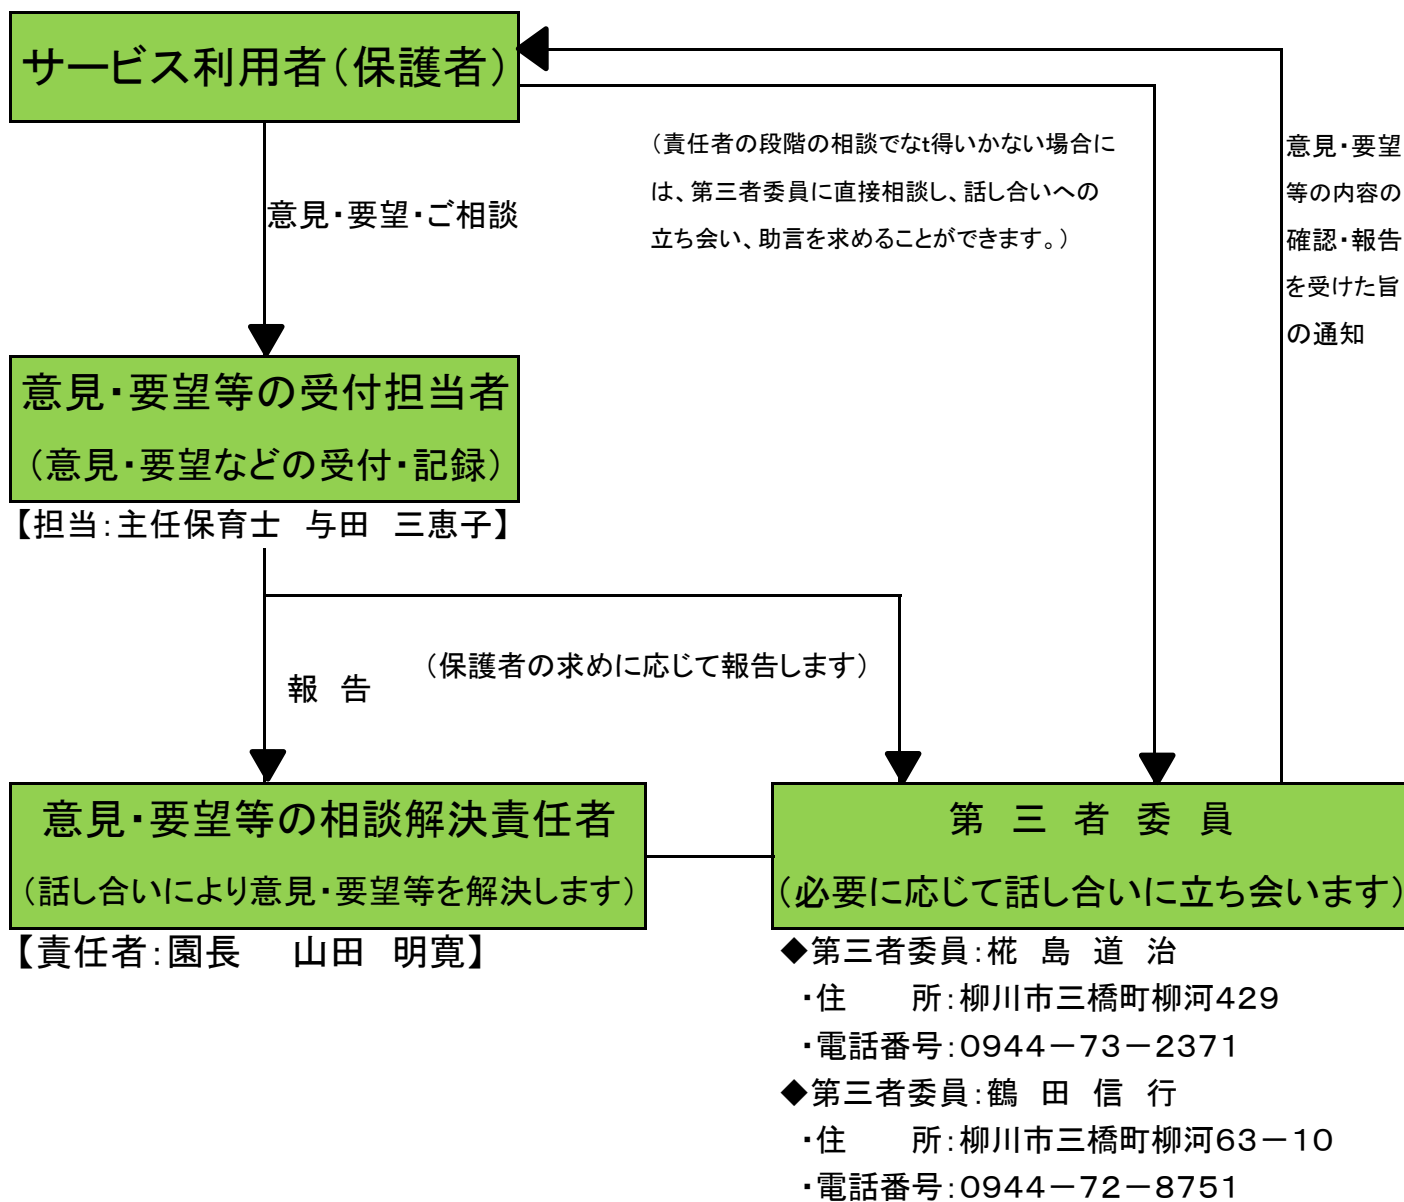 サービス利用者（保護者）
意見・要望・ご相談
（責任者の段階の相談でなt得いかない場合に
は、第三者委員に直接相談し、話し合いへの
立ち会い、助言を求めることができます。）
意見・要望
等の内容の
確認・報告
を受けた旨
の通知
意見・要望等の受付担当者
（意見・要望などの受付・記録）
【担当：主任保育士　与田　三恵子】
報　告
（保護者の求めに応じて報告します）
意見・要望等の相談解決責任者
（話し合いにより意見・要望等を解決します）
【責任者：園長　　山田　明寛】
第　三　者　委　員
（必要に応じて話し合いに立ち会います）
◆第三者委員：椛　島　道　治
・住　　所：柳川市三橋町柳河429
・電話番号：0944－73－2371
◆第三者委員：鶴　田　信　行
・住　　所：柳川市三橋町柳河63－10
・電話番号：0944－72－8751